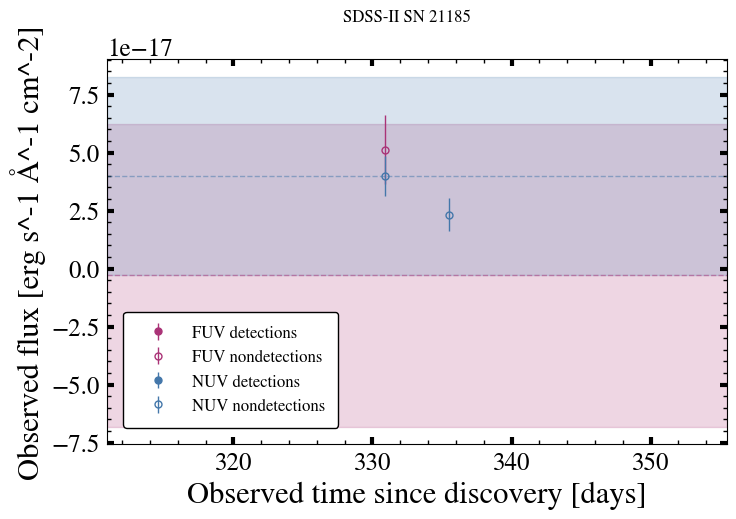 SDSS-II SN 21185
1e−17
Observed flux [erg s^-1 Å^-1 cm^-2]
7.5
5.0
2.5
0.0
−2.5
−5.0
−7.5
FUV detections
FUV nondetections
NUV detections
NUV nondetections
320 330 340 350
Observed time since discovery [days]